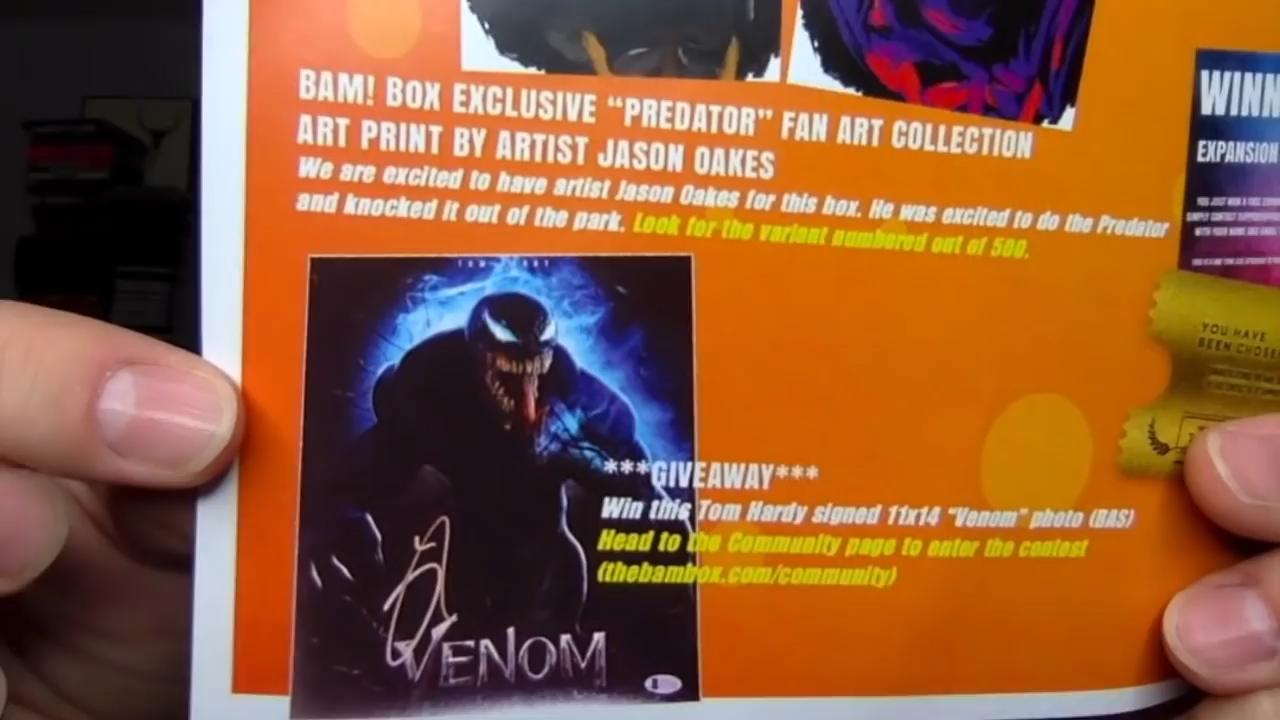 BAM! BOX EXCLUSIVE “PREDATOR” FAN ART COLLECTION
ART PRINT BY ARTIST JASON OAKES
We are excited to have artist Jason Oakes for this box. He was excited to do the Predator
and knocked it out of the park. Look for the variant numbered out of 500.
WINN
EXPANSION
YOU HAVE
BEEN CHOSE
***GIVEAWAY***
Win this Tom Hardy signed 11x14 “Venom” photo (BAS)
Head to the Community page to enter the contest
(thebambox.com/community)
VENOM